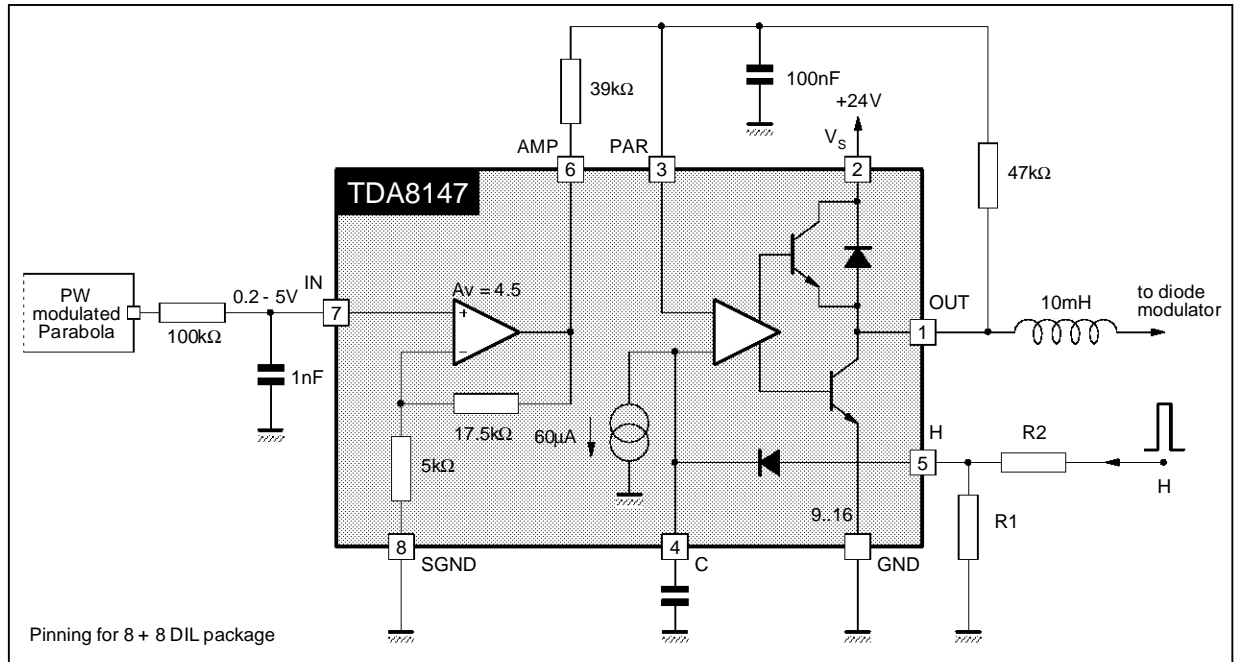 39kΩ
100nF
+24V
VS
AMP
PAR
6
3
2
47kΩ
TDA8147
PW
modulated
Parabola
100kΩ
0.2 - 5V
IN
7
1nF
Av = 4.5
+
−
17.5kΩ
5kΩ
60µA
OUT
1
10mH
to diode
modulator
H
5
R2
H
R1
9..16
8
SGND
4
C
GND
Pinning for 8 + 8 DIL package